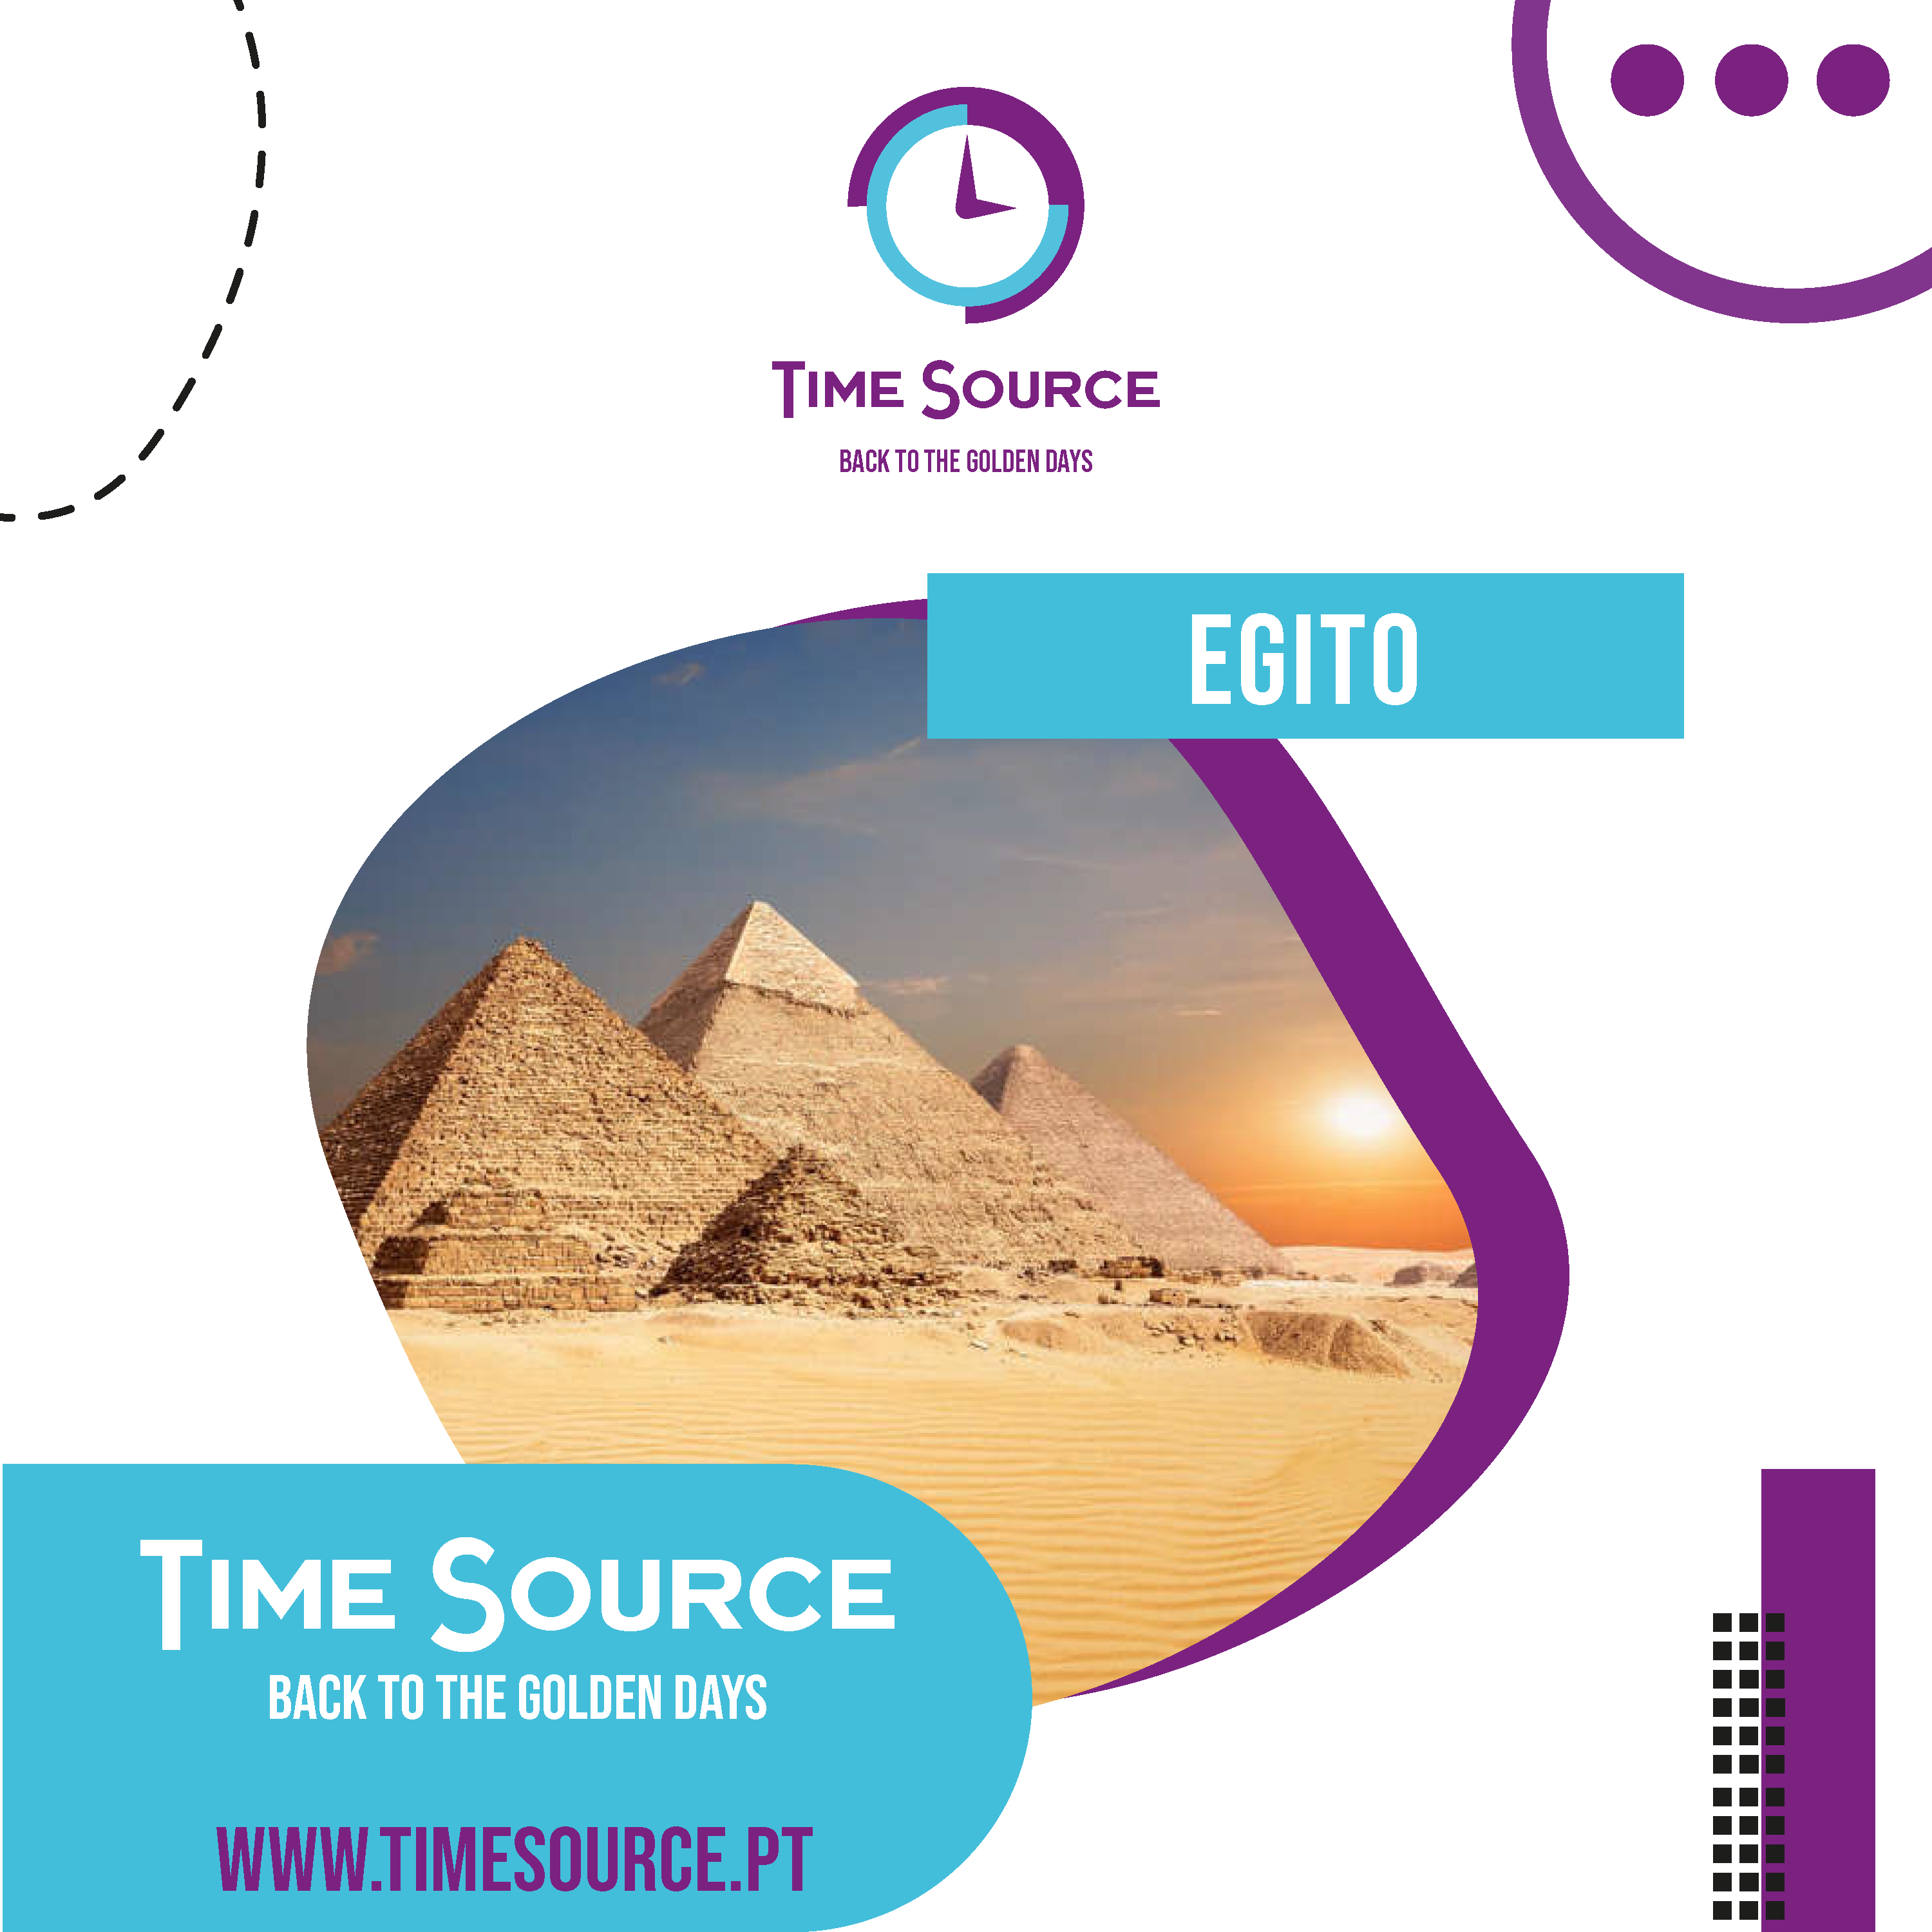 TIME SOURCE
BACK TO THE GOLDEN DAYS
EGITO
TIME SOURCE
BACK TO THE GOLDEN DAYS
WWW.TIMESOURCE.PT